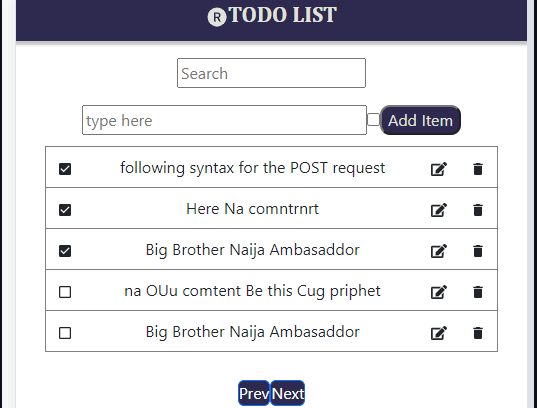 R TODO LIST
Search
type here Add Item
following syntax for the POST request
Here Na comntrnrt
Big Brother Naija Ambasaddor
na OUu comtent Be this Cug priphet
Big Brother Naija Ambasaddor
Prev Next